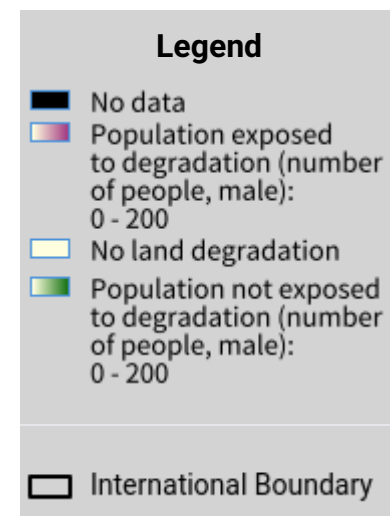 Legend
No data
Population exposed
to degradation (number
of people, male):
0 - 200
No land degradation
Population not exposed
to degradation (number
of people, male):
0 - 200
International Boundary